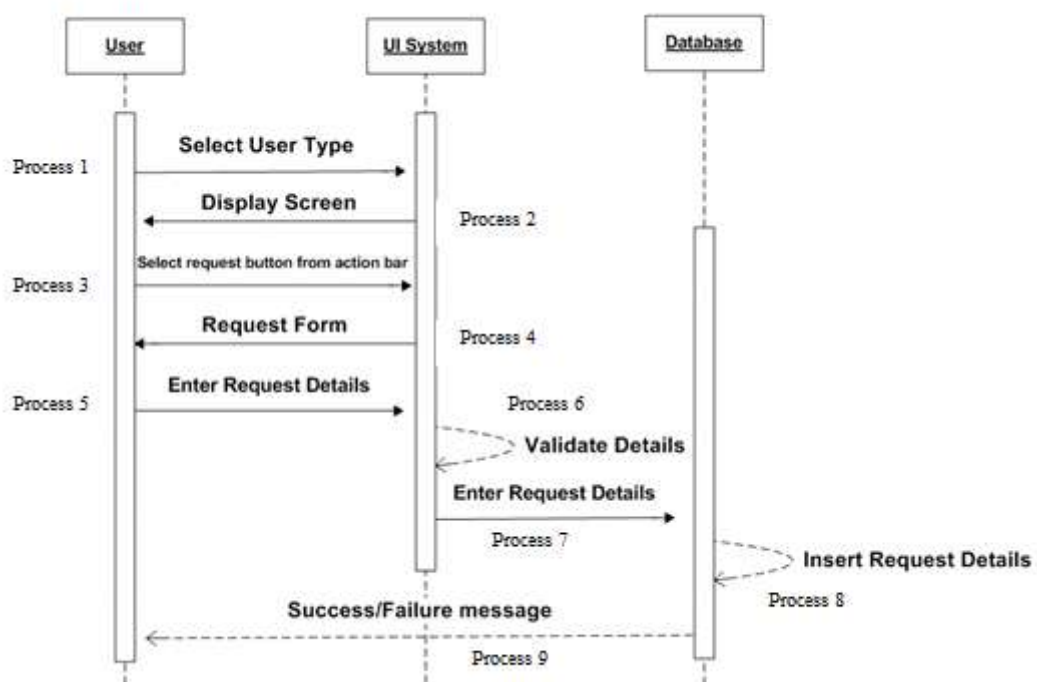 User
UI System
Database
Select User Type
Process 1
Display Screen
Process 2
Select request button from action bar
Process 3
Request Form
Process 4
Enter Request Details
Process 5
Process 6
Validate Details
Enter Request Details
Process 7
Insert Request Details
Process 8
Success/Failure message
Process 9